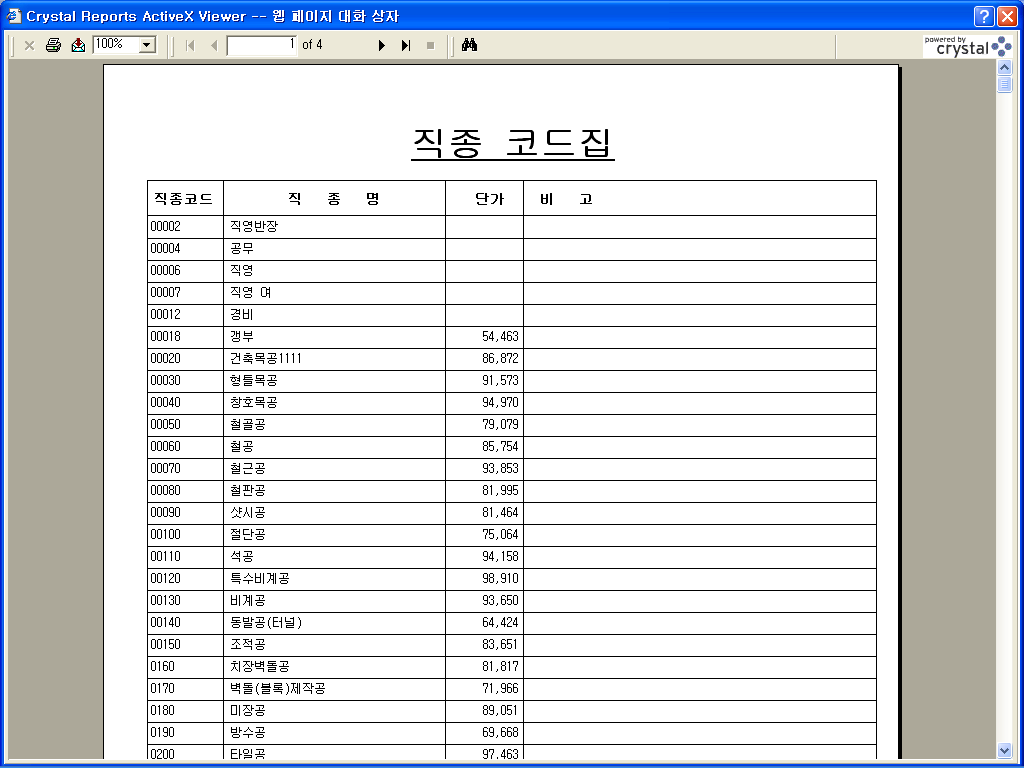 Crystal Reports ActiveX Viewer -- 웹 페이지 대화 상자
100% 1 of 4 powered by crystal
직종 코드집
직종코드 직 종 명 단가 비 고
00002 직영반장
00004 공무
00006 직영
00007 직영 여
00012 경비
00018 갱부 54,463
00020 건축목공1111 86,872
00030 형틀목공 91,573
00040 창호목공 94,970
00050 철골공 79,079
00060 철공 85,754
00070 철근공 93,853
00080 철판공 81,995
00090 샷시공 81,464
00100 절단공 75,064
00110 석공 94,158
00120 특수비계공 98,910
00130 비계공 93,650
00140 동발공(터널) 64,424
00150 조적공 83,651
0160 치장벽돌공 81,817
0170 벽돌(블록)제작공 71,966
0180 미장공 89,051
0190 방수공 69,668
0200 타일공 97,463